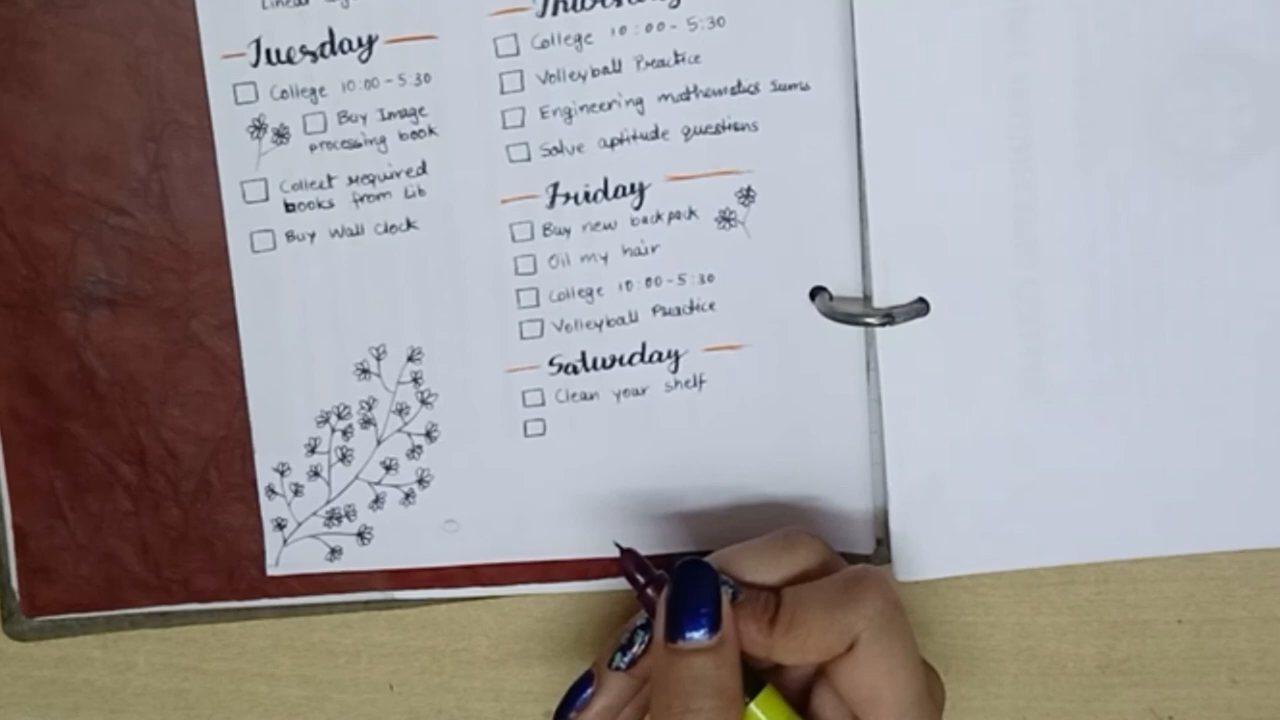 Linear
Tuesday
College 10:00-5:30
Buy Image
processing book
Collect required
books from Lib
Buy Wall Clock
Thursday
College 10:00-5:30
Volleyball Practice
Engineering mathematics sums
Solve aptitude questions
Friday
Buy new backpack
Oil my hair
College 10:00-5:30
Volleyball Practice
Saturday
Clean your shelf